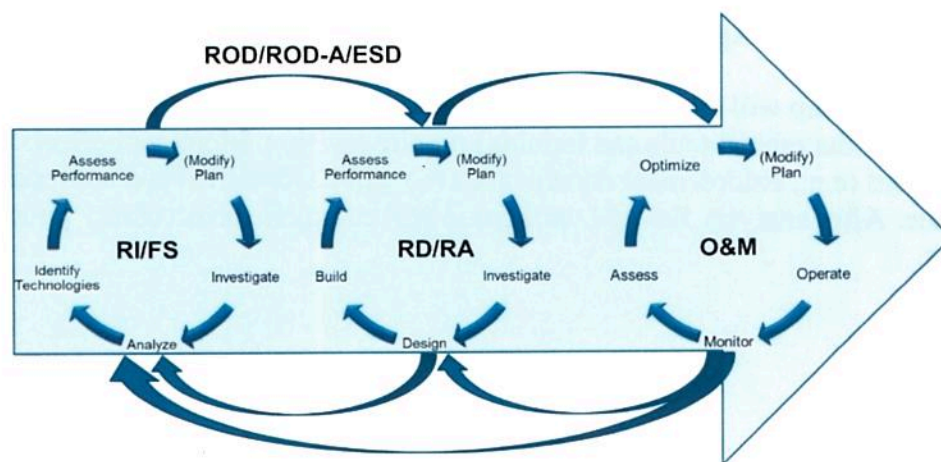 ROD/ROD-A/ESD
Assess
Performance
(Modify)
Plan
Investigate
Analyze
Identify
Technologies
RI/FS
Assess
Performance
(Modify)
Plan
Investigate
Design
Build
RD/RA
Optimize
(Modify)
Plan
Operate
Monitor
Assess
O&M